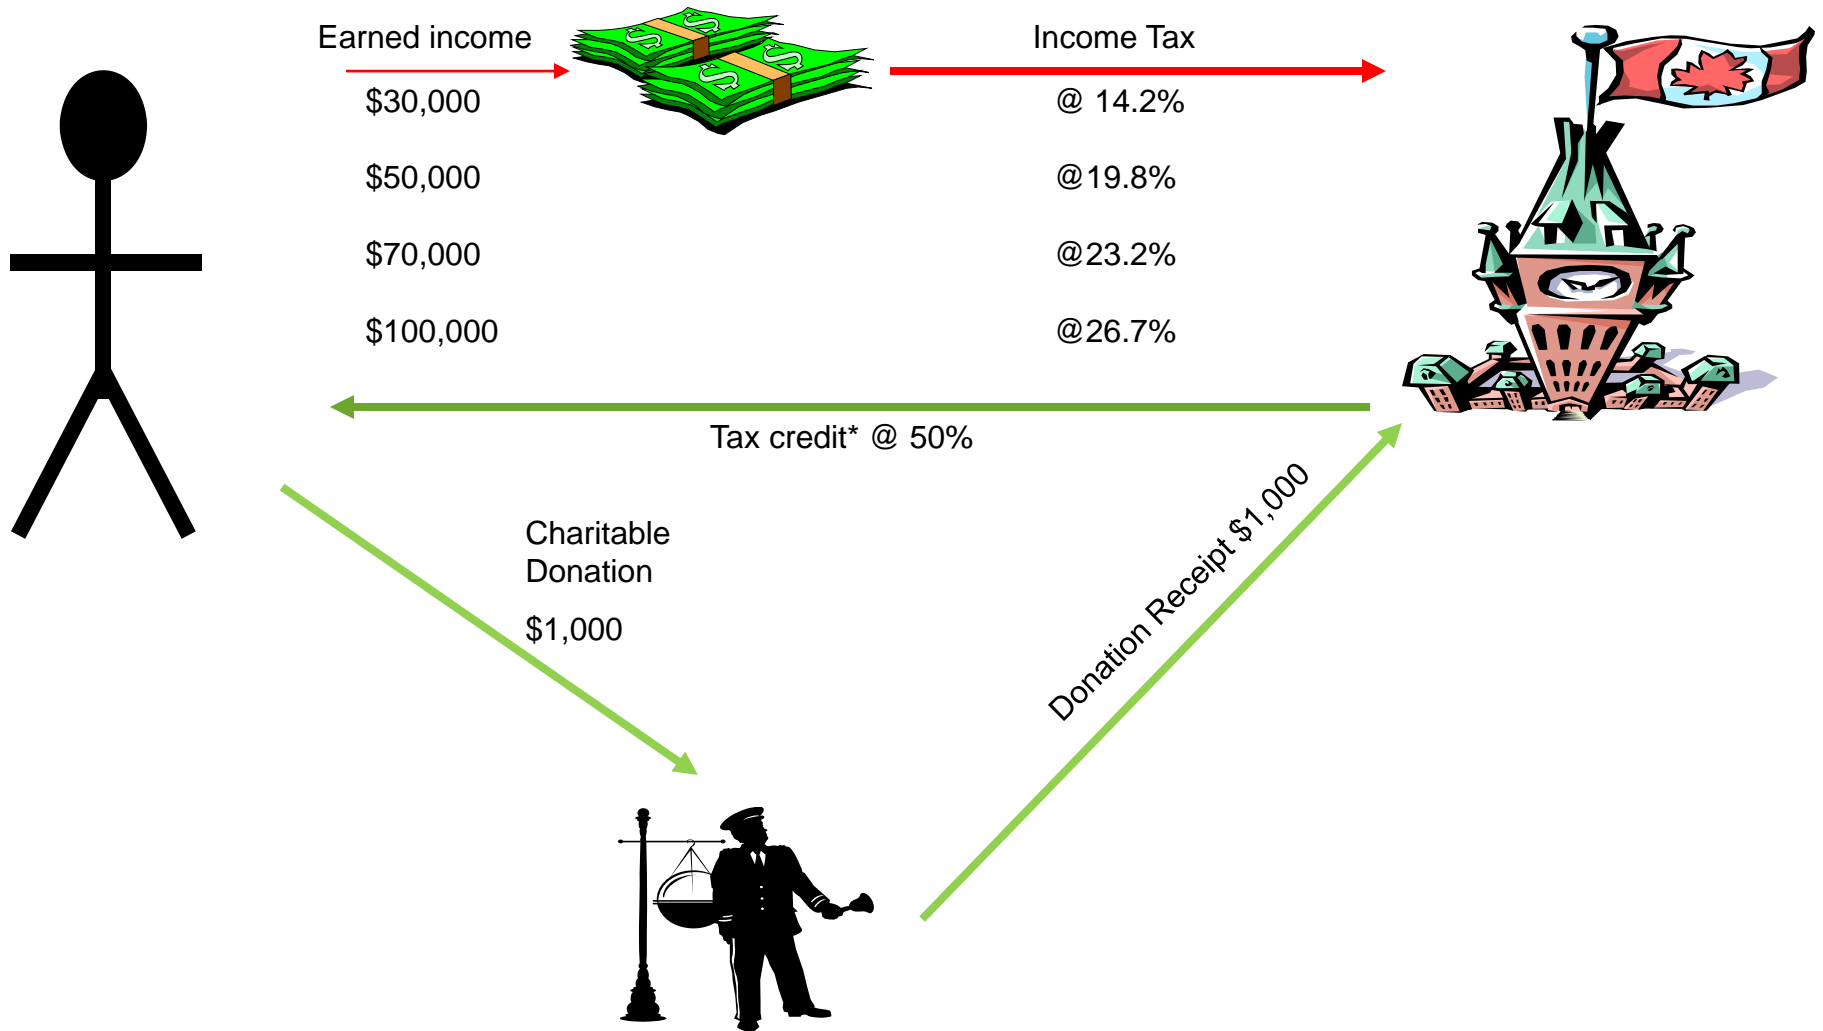 Earned income
Income Tax
$30,000
@ 14.2%
$50,000
@19.8%
$70,000
@23.2%
$100,000
@26.7%
Tax credit* @ 50%
Charitable
Donation
$1,000
Donation Receipt $1,000